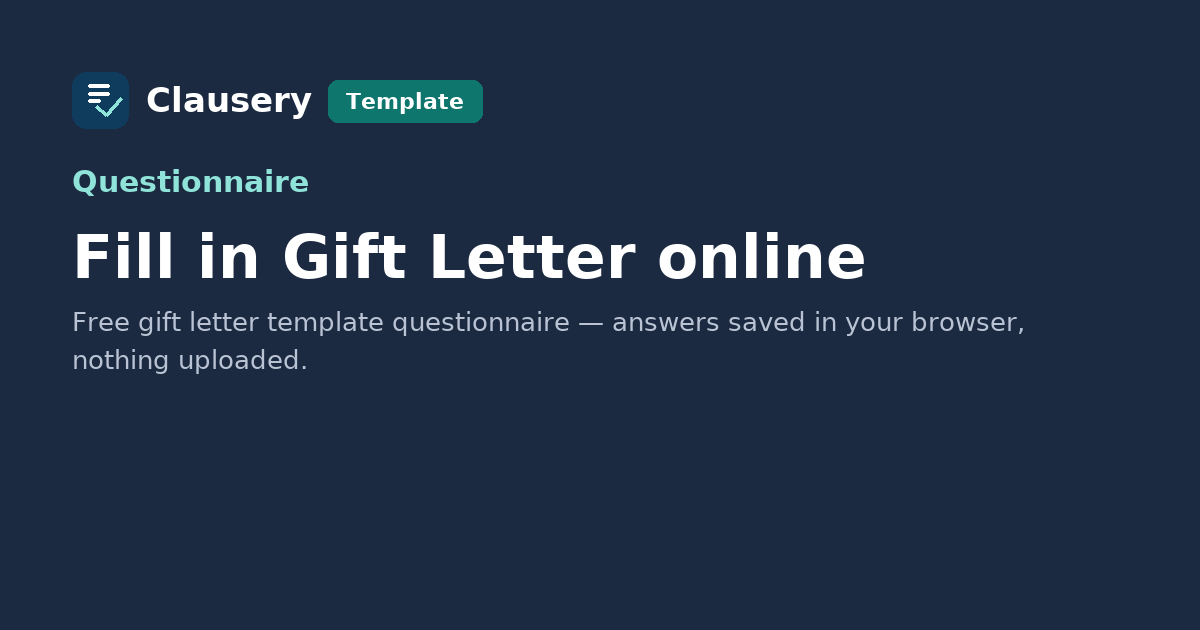 Clausery Template
Questionnaire
Fill in Gift Letter online
Free gift letter template questionnaire — answers saved in your browser,
nothing uploaded.